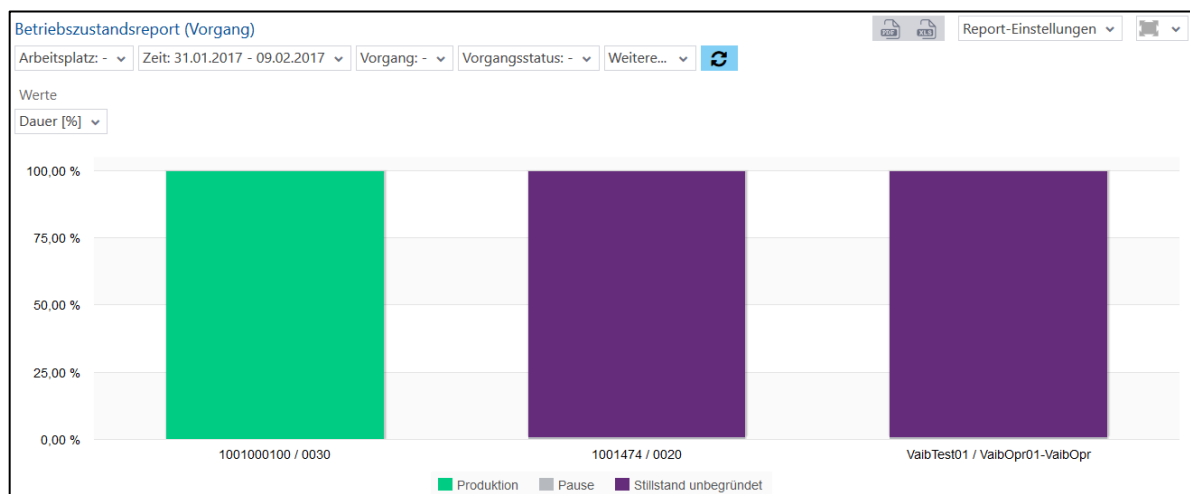 Betriebszustandsreport (Vorgang)
PDF XLS Report-Einstellungen
Arbeitsplatz: - Zeit: 31.01.2017 - 09.02.2017 Vorgang: - Vorgangsstatus: - Weitere...
Werte
Dauer [%]
100,00 %
75,00 %
50,00 %
25,00 %
0,00 %
1001000100 / 0030 1001474 / 0020 VaibTest01 / VaibOpr01-VaibOpr
Produktion Pause Stillstand unbegründet